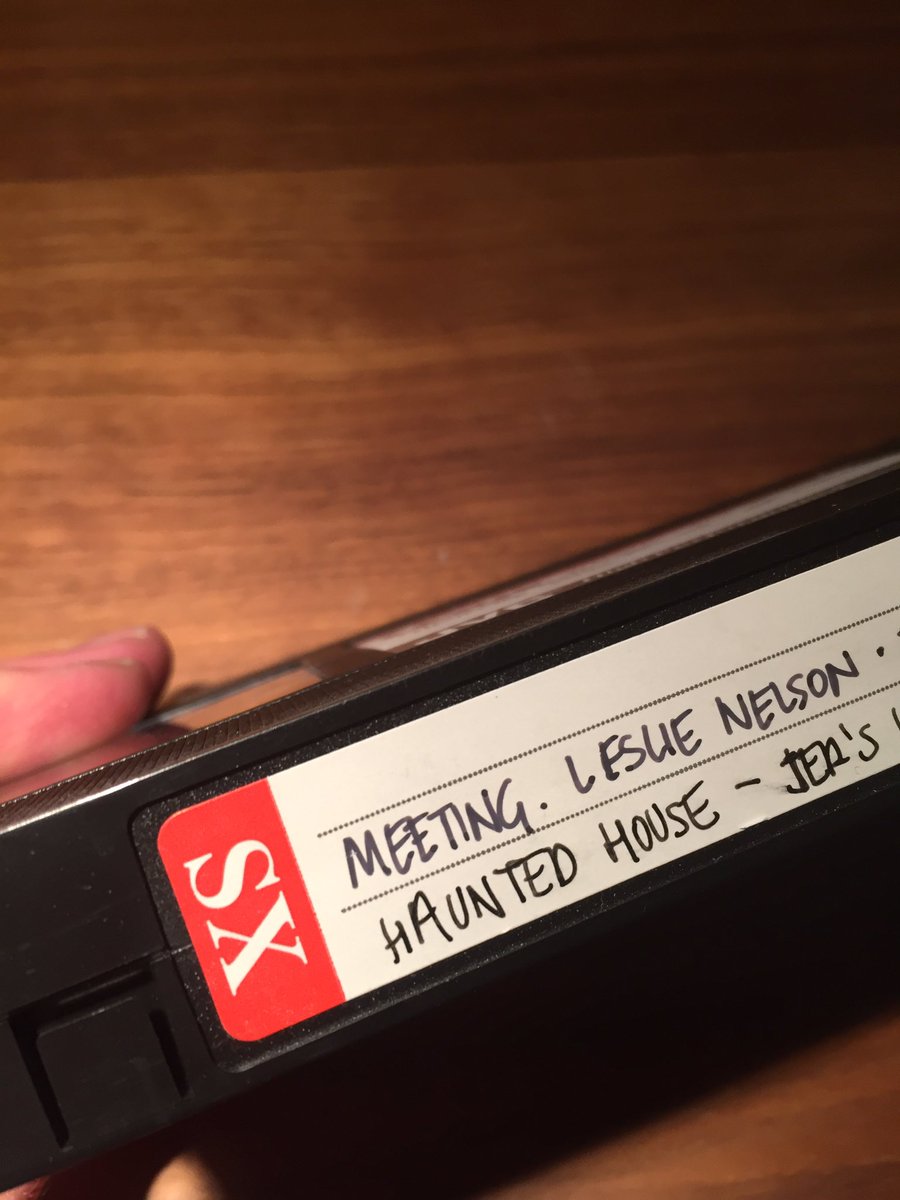 SX
MEETING. LESLIE NELSON •
HAUNTED HOUSE - JER'S